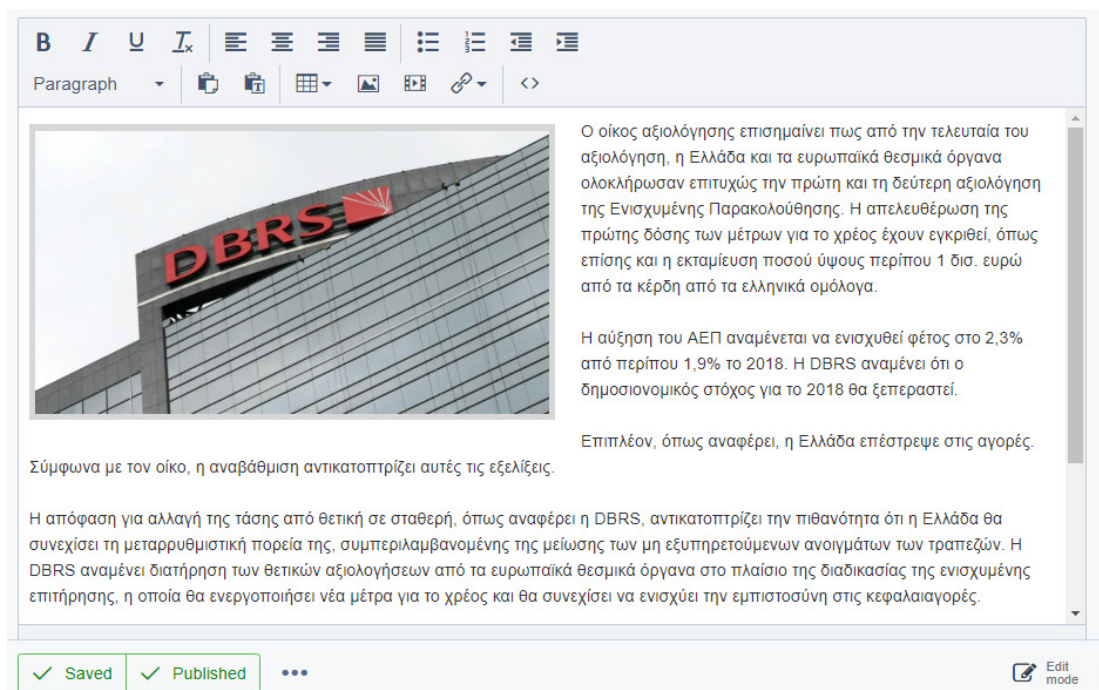 Paragraph
DBRS
Ο οίκος αξιολόγησης επισημαίνει πως από την τελευταία του
αξιολόγηση, η Ελλάδα και τα ευρωπαϊκά θεσμικά όργανα
ολοκλήρωσαν επιτυχώς την πρώτη και τη δεύτερη αξιολόγηση
της Ενισχυμένης Παρακολούθησης. Η απελευθέρωση της
πρώτης δόσης των μέτρων για το χρέος έχουν εγκριθεί, όπως
επίσης και η εκταμίευση ποσού ύψους περίπου 1 δισ. ευρώ
από τα κέρδη από τα ελληνικά ομόλογα.
Η αύξηση του ΑΕΠ αναμένεται να ενισχυθεί φέτος στο 2,3%
από περίπου 1,9% το 2018. Η DBRS αναμένει ότι ο
δημοσιονομικός στόχος για το 2018 θα ξεπεραστεί.
Επιπλέον, όπως αναφέρει, η Ελλάδα επέστρεψε στις αγορές.
Σύμφωνα με τον οίκο, η αναβάθμιση αντικατοπτρίζει αυτές τις εξελίξεις.
Η απόφαση για αλλαγή της τάσης από θετική σε σταθερή, όπως αναφέρει η DBRS, αντικατοπτρίζει την πιθανότητα ότι η Ελλάδα θα
συνεχίσει τη μεταρρυθμιστική πορεία της, συμπεριλαμβανομένης της μείωσης των μη εξυπηρετούμενων ανοιγμάτων των τραπεζών. Η
DBRS αναμένει διατήρηση των θετικών αξιολογήσεων από τα ευρωπαϊκά θεσμικά όργανα στο πλαίσιο της διαδικασίας της ενισχυμένης
επιτήρησης, η οποία θα ενεργοποιήσει νέα μέτρα για το χρέος και θα συνεχίσει να ενισχύει την εμπιστοσύνη στις κεφαλαιαγορές.
Saved
Published
Edit
mode